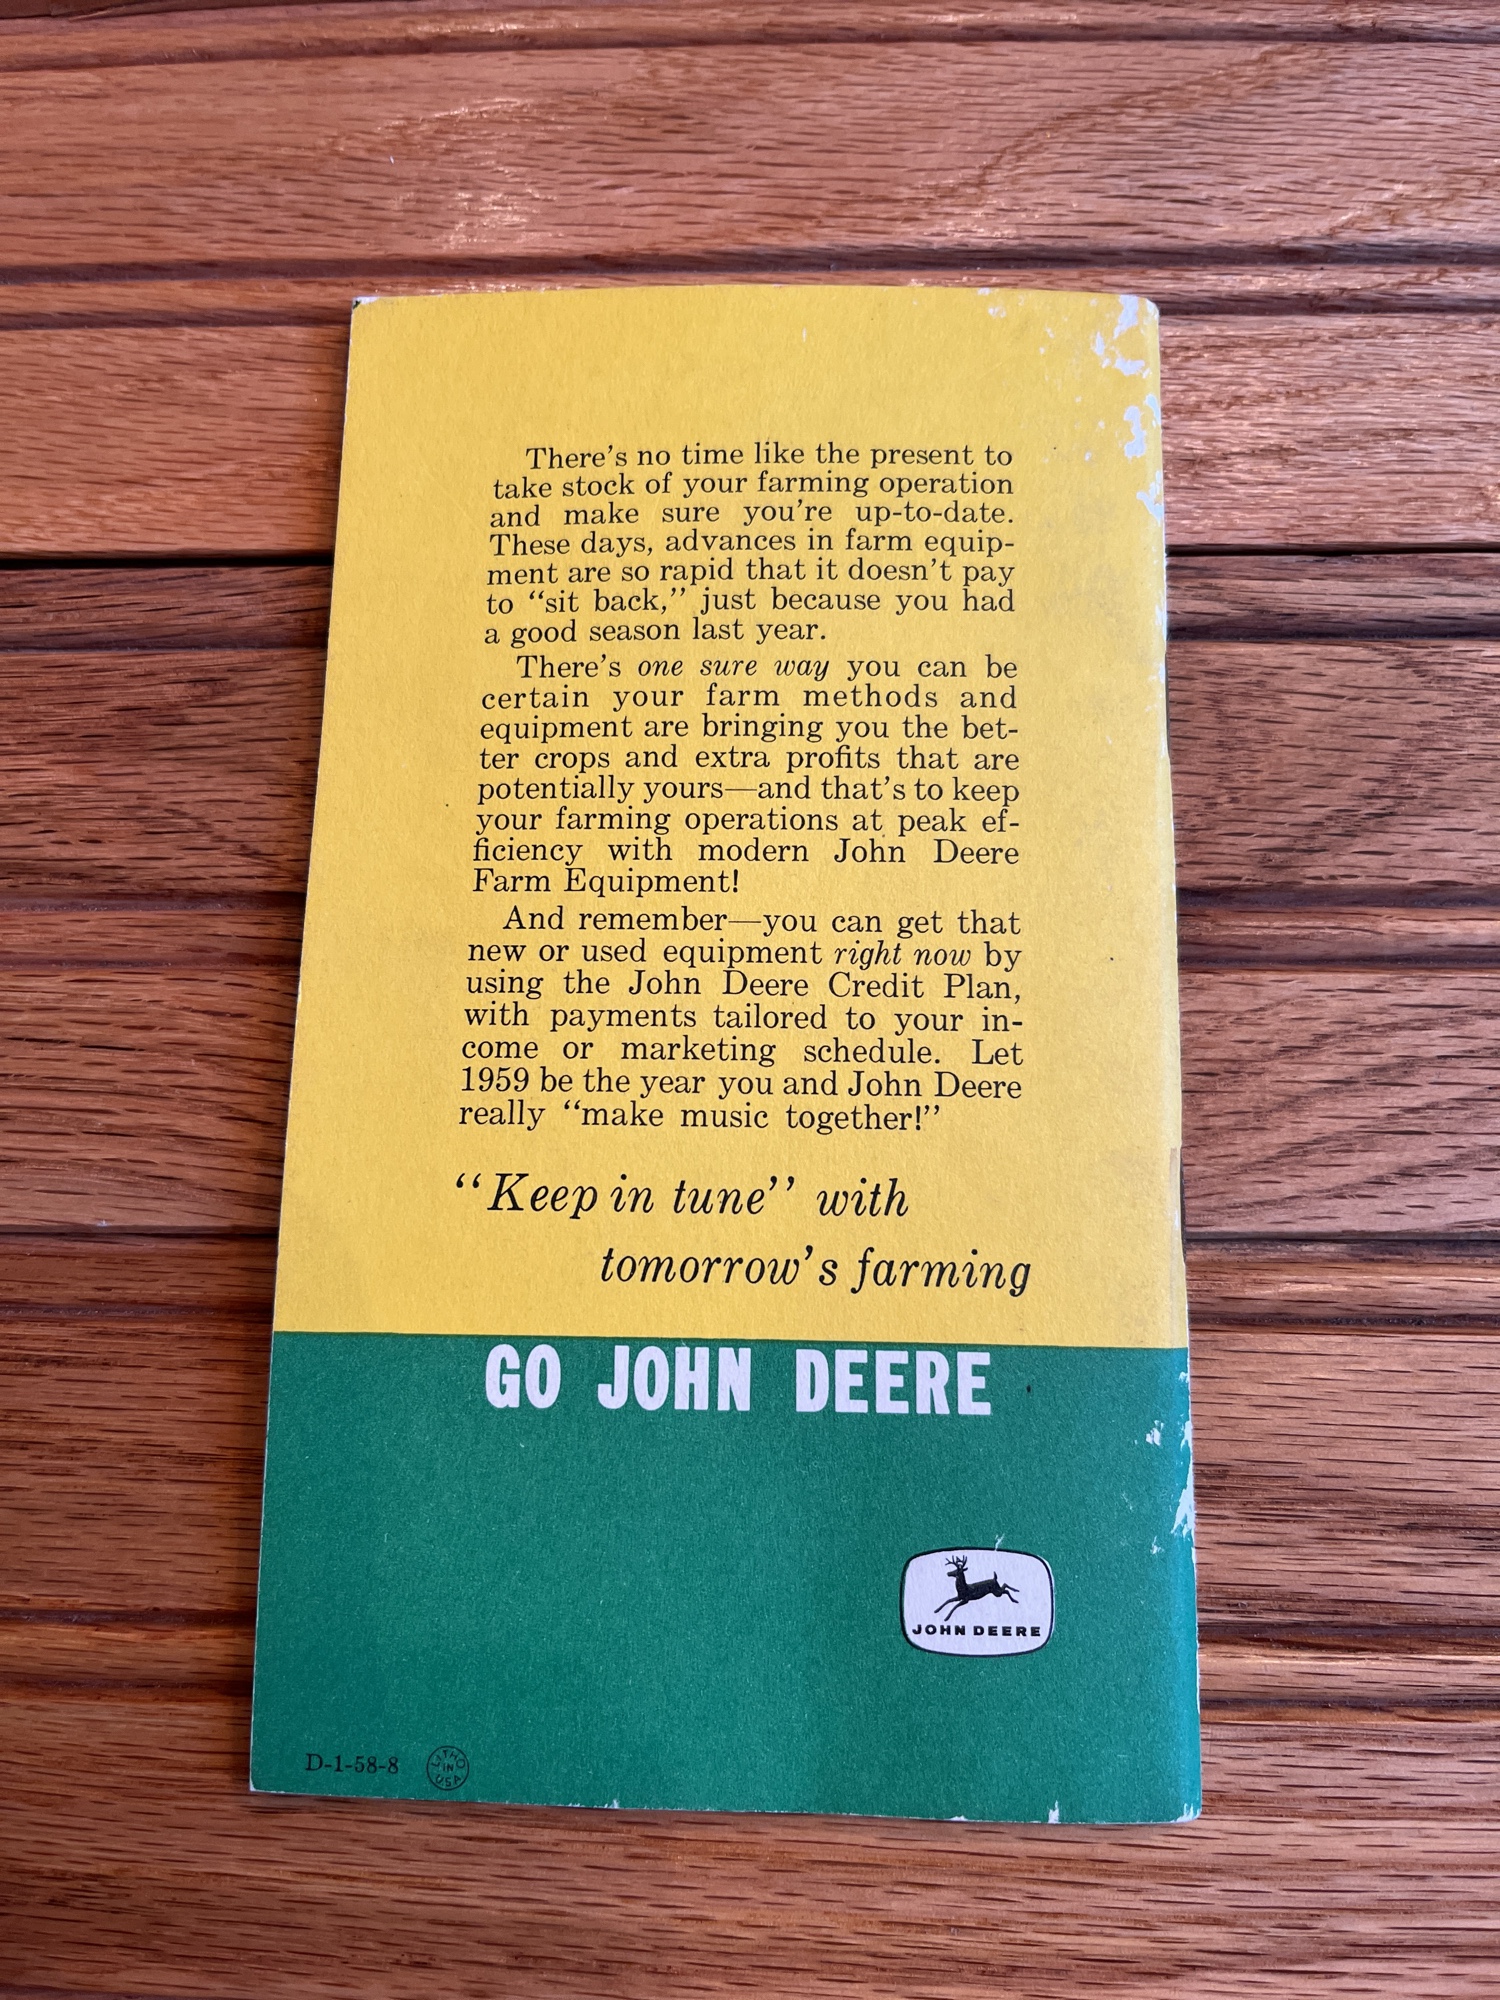 There's no time like the present to
take stock of your farming operation
and make sure you're up-to-date.
These days, advances in farm equip-
ment are so rapid that it doesn't pay
to “sit back,” just because you had
a good season last year.
There's one sure way you can be
certain your farm methods and
equipment are bringing you the bet-
ter crops and extra profits that are
potentially yours—and that's to keep
your farming operations at peak ef-
ficiency with modern John Deere
Farm Equipment!
And remember—you can get that
new or used equipment right now by
using the John Deere Credit Plan,
with payments tailored to your in-
come or marketing schedule. Let
1959 be the year you and John Deere
really “make music together!”
“Keep in tune” with
tomorrow's farming
GO JOHN DEERE
JOHN DEERE
D-1-58-8
LITHO
IN
USA